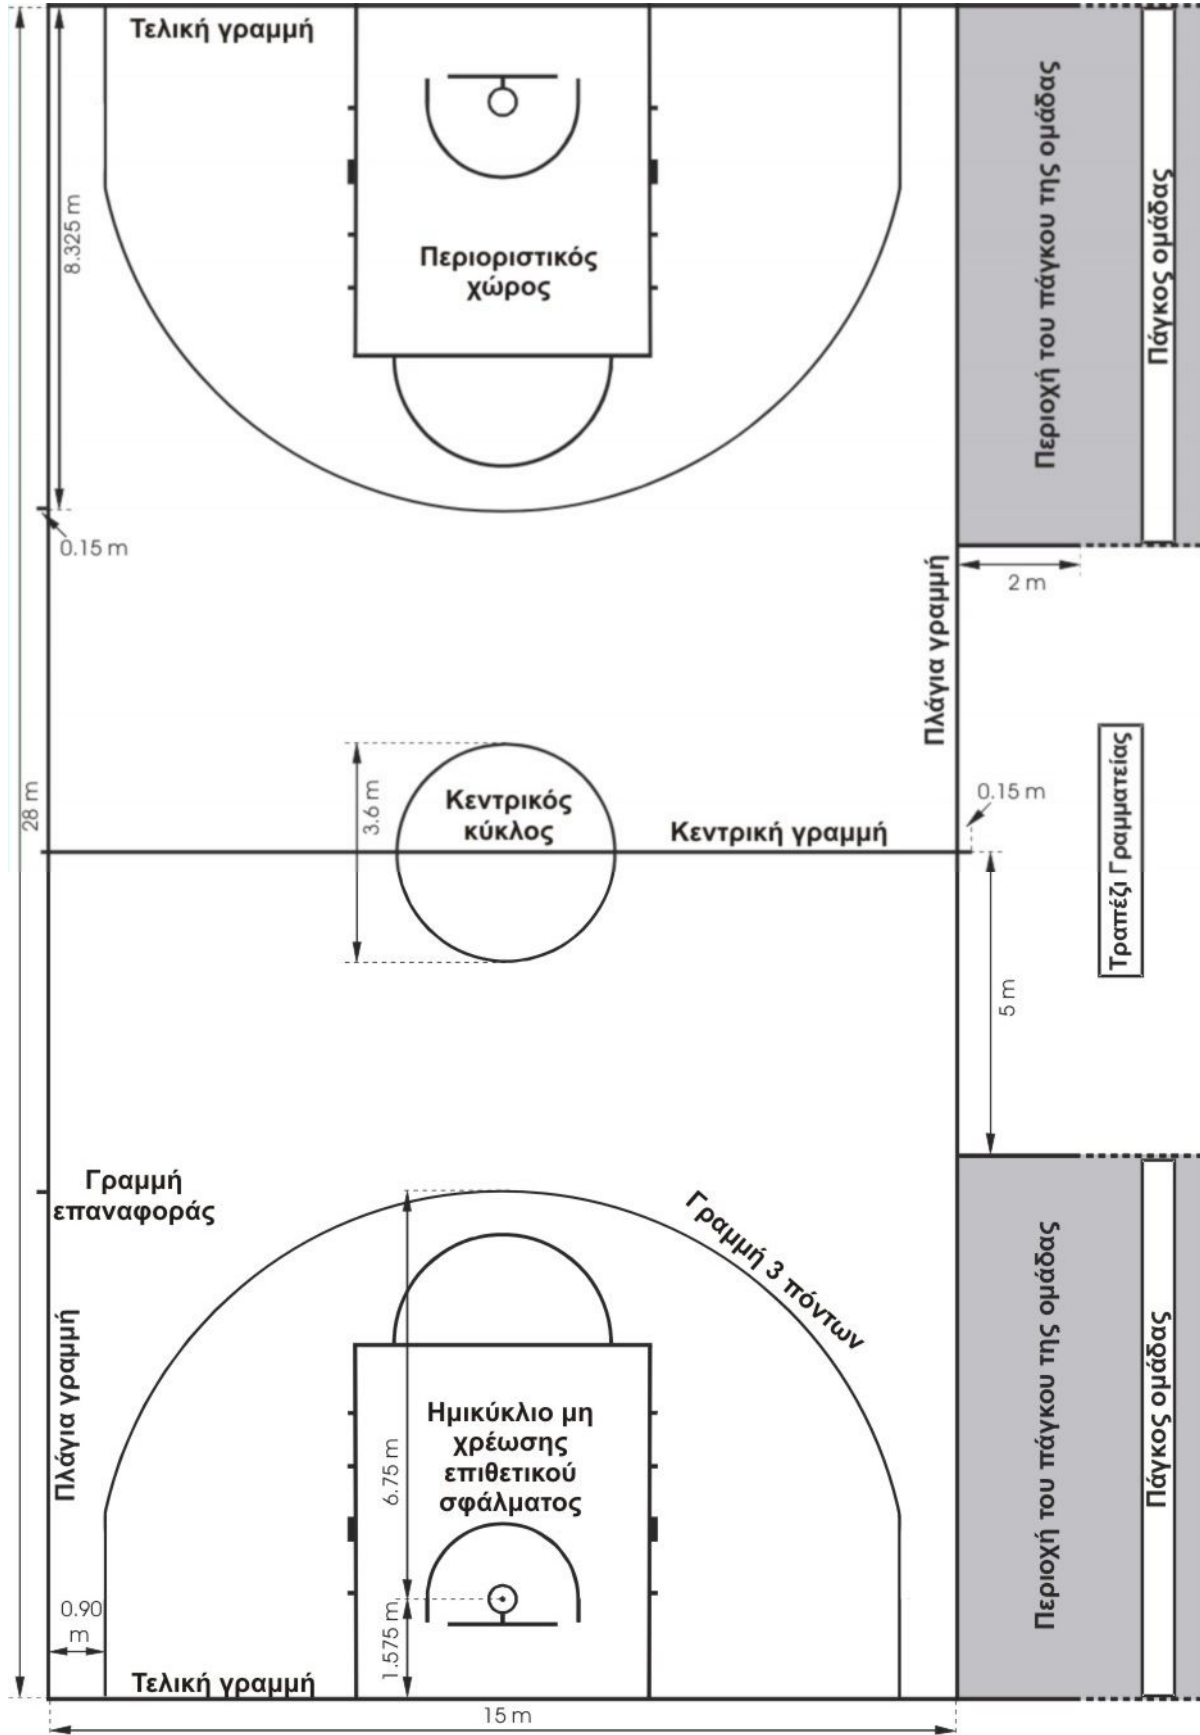 Τελική γραμμή
8.325 m
Περιοριστικός
χώρος
Περιοχή του πάγκου της ομάδας
Πάγκος ομάδας
0.15 m
2 m
Πλάγια γραμμή
28 m
3.6 m
Κεντρικός
κύκλος
Κεντρική γραμμή
0.15 m
Τραπέζι Γραμματείας
5 m
Γραμμή
επαναφοράς
Γραμμή 3 πόντων
Πλάγια γραμμή
6.75 m
Ημικύκλιο μη
χρέωσης
επιθετικού
σφάλματος
Περιοχή του πάγκου της ομάδας
Πάγκος ομάδας
0.90
m
1.575 m
Τελική γραμμή
15 m